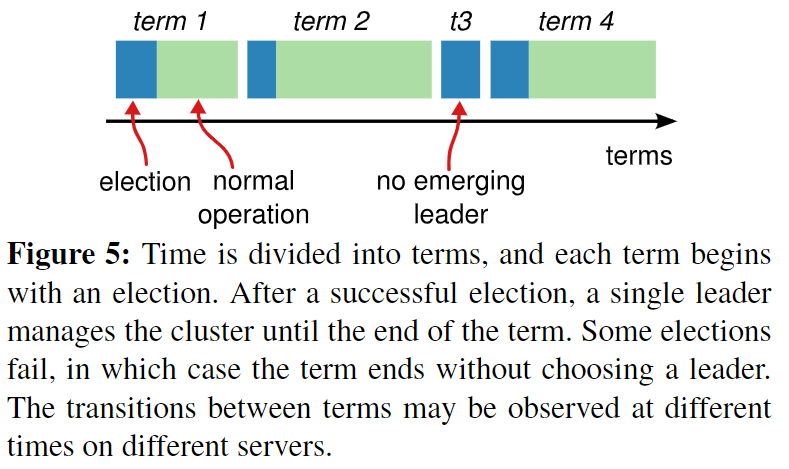 term 1 term 2 t3 term 4
terms
election normal operation no emerging leader
Figure 5: Time is divided into terms, and each term begins
with an election. After a successful election, a single leader
manages the cluster until the end of the term. Some elections
fail, in which case the term ends without choosing a leader.
The transitions between terms may be observed at different
times on different servers.